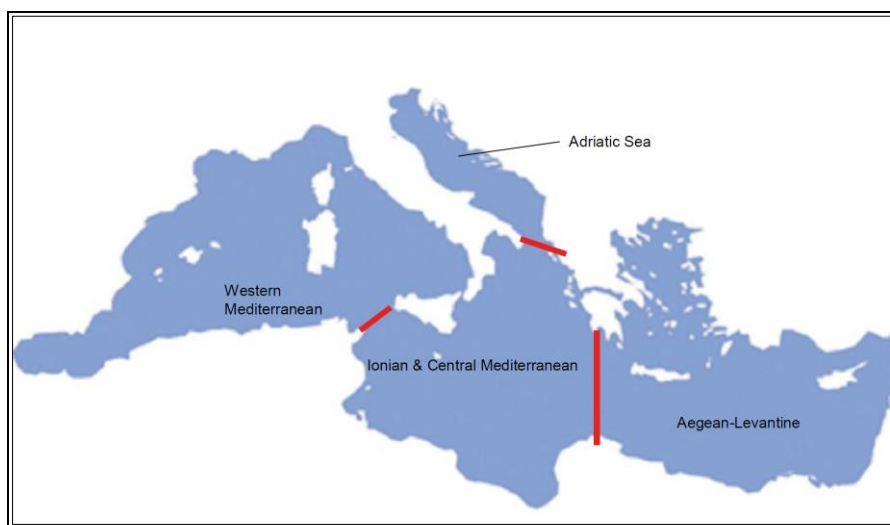 Adriatic Sea
Western
Mediterranean
Ionian & Central Mediterranean
Aegean-Levantine